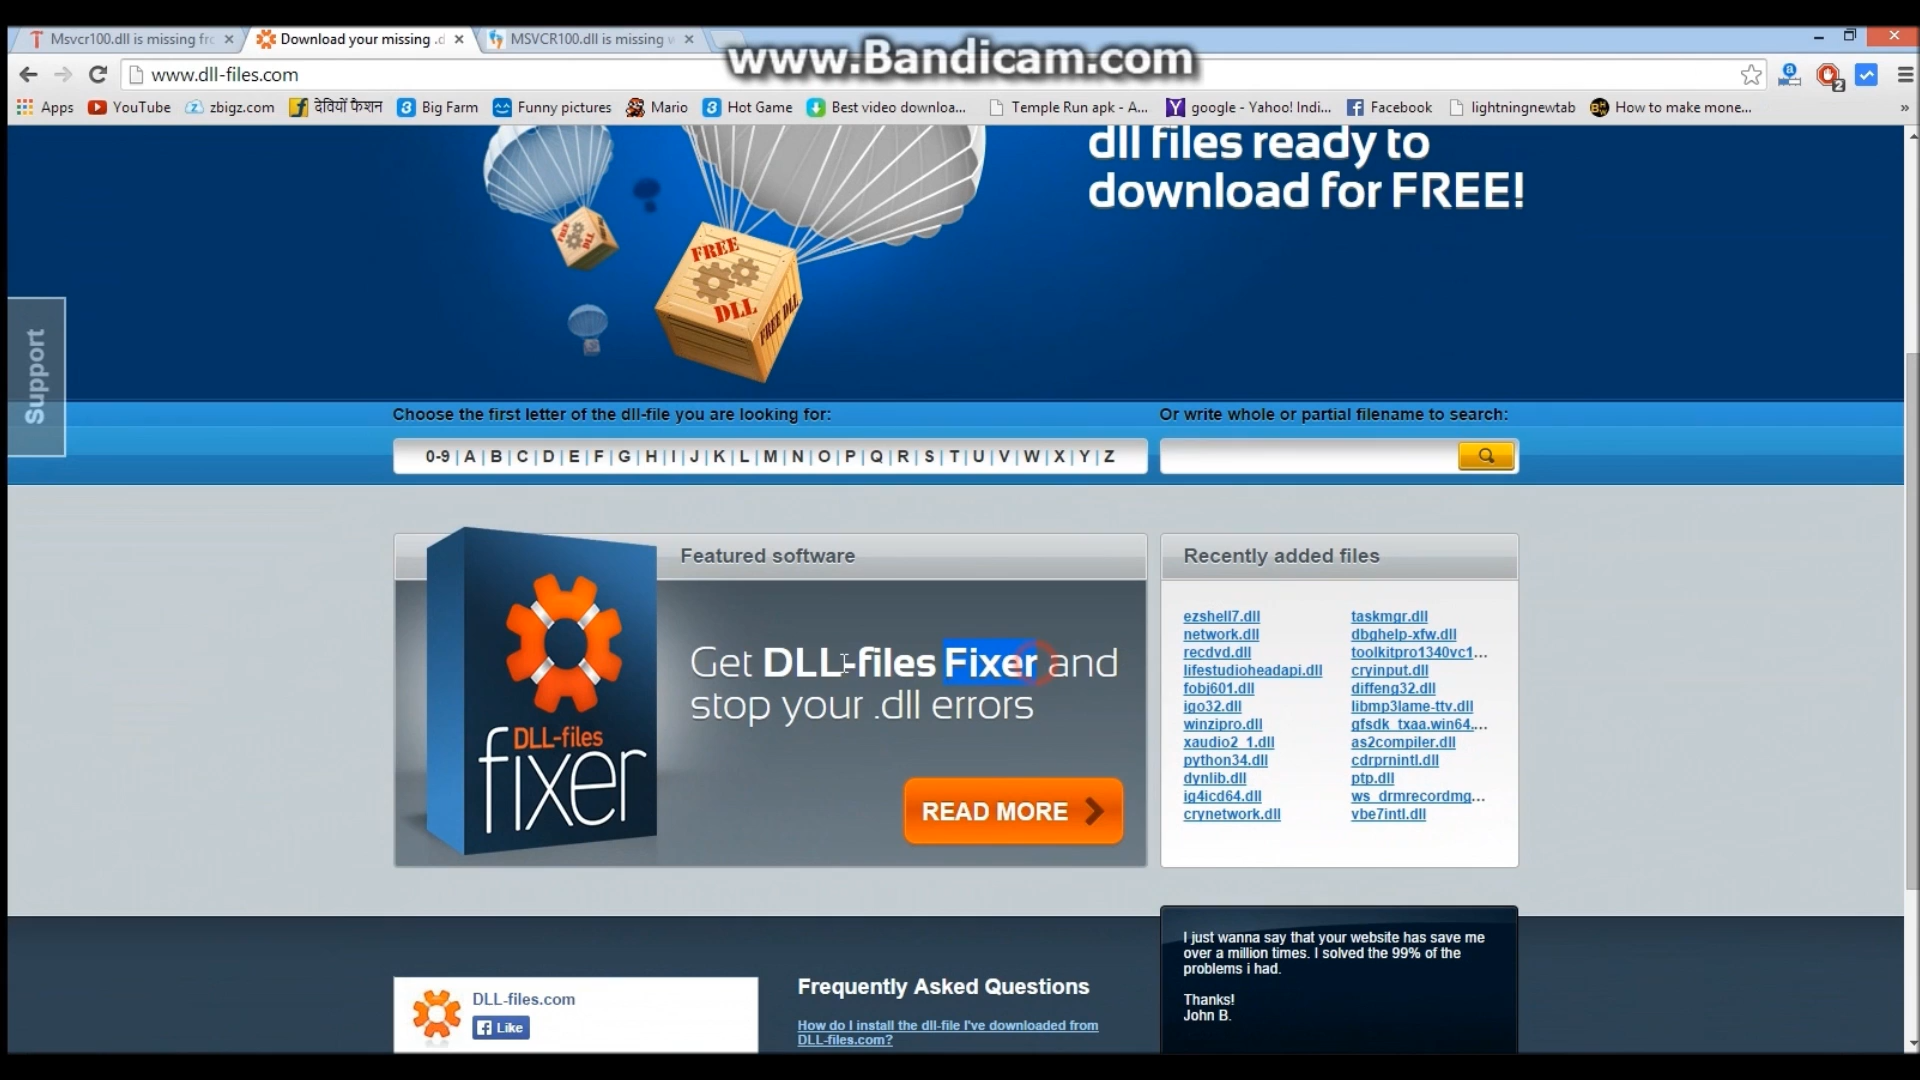 Msvcr100.dll is missing fr
Download your missing .d
MSVCR100.dll is missing
www.Bandicam.com
www.dll-files.com
2
Apps
YouTube
zbigz.com
देवियों फैशन
Big Farm
Funny pictures
Mario
Hot Game
Best video downloa...
Temple Run apk - A...
google - Yahoo! Indi...
Facebook
lightningnewtab
How to make mone...
»
dll files ready to
download for FREE!
FREE
DLL
FREE DLL
FREE
DLL
Support
Choose the first letter of the dll-file you are looking for:
0-9 | A | B | C | D | E | F | G | H | I | J | K | L | M | N | O | P | Q | R | S | T | U | V | W | X | Y | Z
Or write whole or partial filename to search:
Featured software
DLL-files
fixer
Get DLL-files Fixer and
stop your .dll errors
READ MORE
Recently added files
ezshell7.dll
network.dll
recdvd.dll
lifestudioheadapi.dll
fobj601.dll
igo32.dll
winzipro.dll
xaudio2_1.dll
python34.dll
dynlib.dll
ig4icd64.dll
crynetwork.dll
taskmgr.dll
dbghelp-xfw.dll
toolkitpro1340vc1...
cryinput.dll
diffeng32.dll
libmp3lame-ttv.dll
gfsdk_txaa.win64....
as2compiler.dll
cdrprnintl.dll
ptp.dll
ws_drmrecordmg...
vbe7intl.dll
DLL-files.com
Like
Frequently Asked Questions
How do I install the dll-file I've downloaded from
DLL-files.com?
I just wanna say that your website has save me
over a million times. I solved the 99% of the
problems i had.
Thanks!
John B.